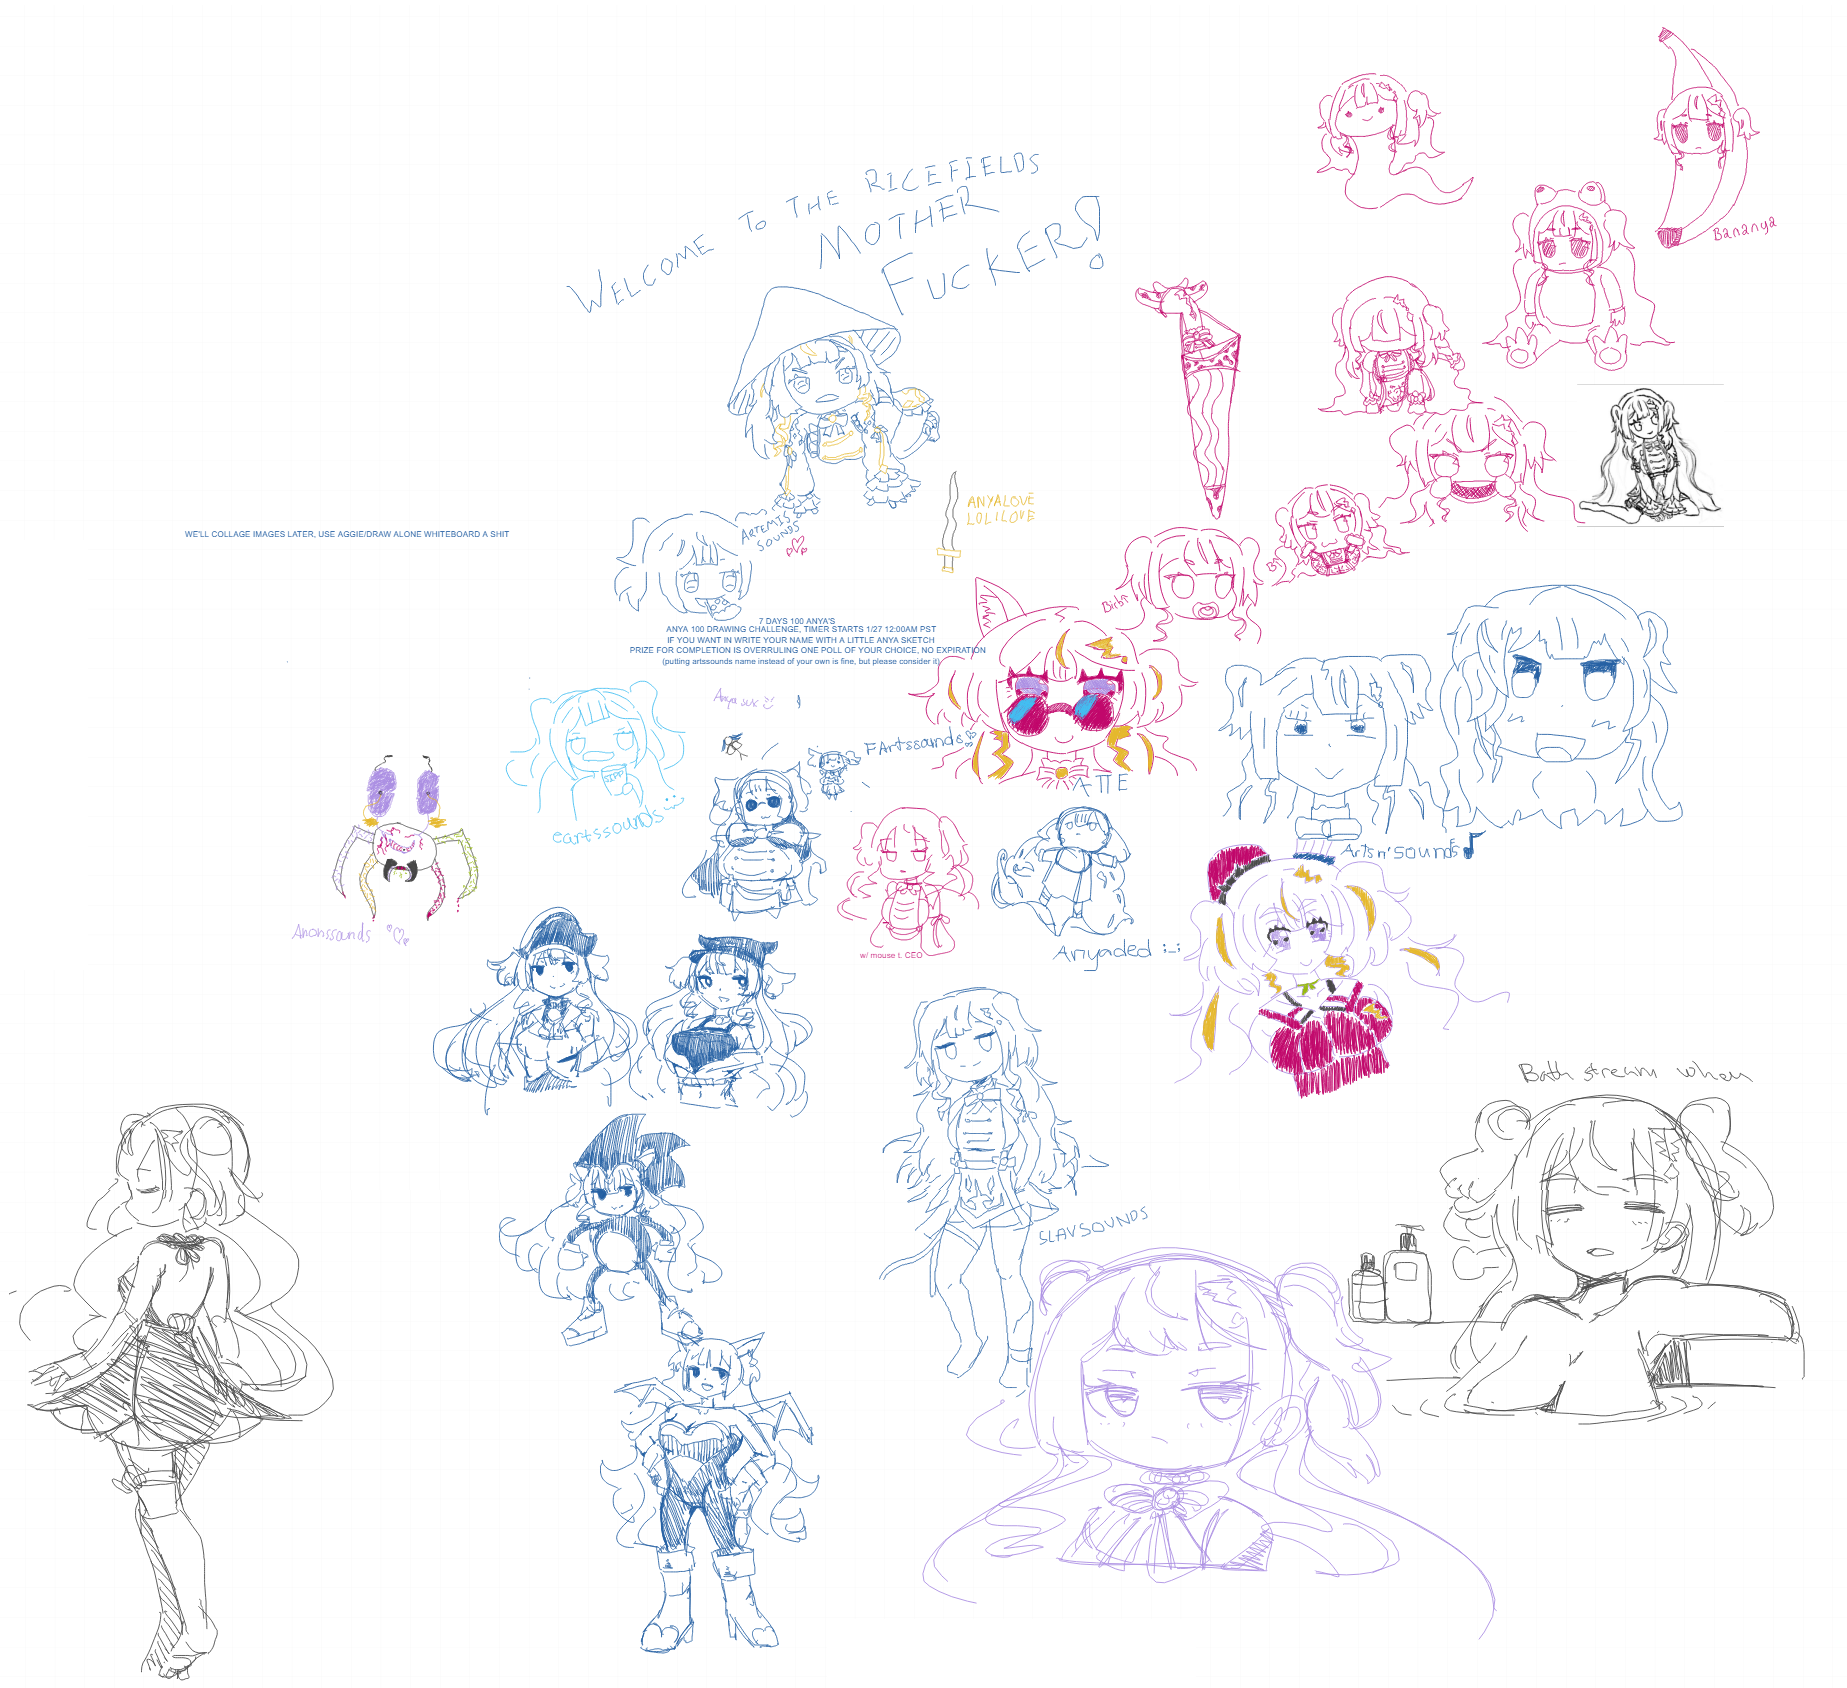 WELCOME TO THE RICEFIELDS
MOTHER
FUCKER!
Bananya
ANYALOVE
LOLILOVE
ARTEMIS
SOUNDS
WE'LL COLLAGE IMAGES LATER, USE AGGIE/DRAW ALONE WHITEBOARD A SHIT
7 DAYS 100 ANYA'S
ANYA 100 DRAWING CHALLENGE, TIMER STARTS 1/27 12:00AM PST
IF YOU WANT IN WRITE YOUR NAME WITH A LITTLE ANYA SKETCH
PRIZE FOR COMPLETION IS OVERRULING ONE POLL OF YOUR CHOICE, NO EXPIRATION
(putting artssounds name instead of your own is fine, but please consider it)
Anya sex
FArtssounds
eartssounds
Artsn'sounds
Anonssounds
w/ mouse t. CEO
Anyaded ;_;
Bath stream when
SLAVSOUNDS